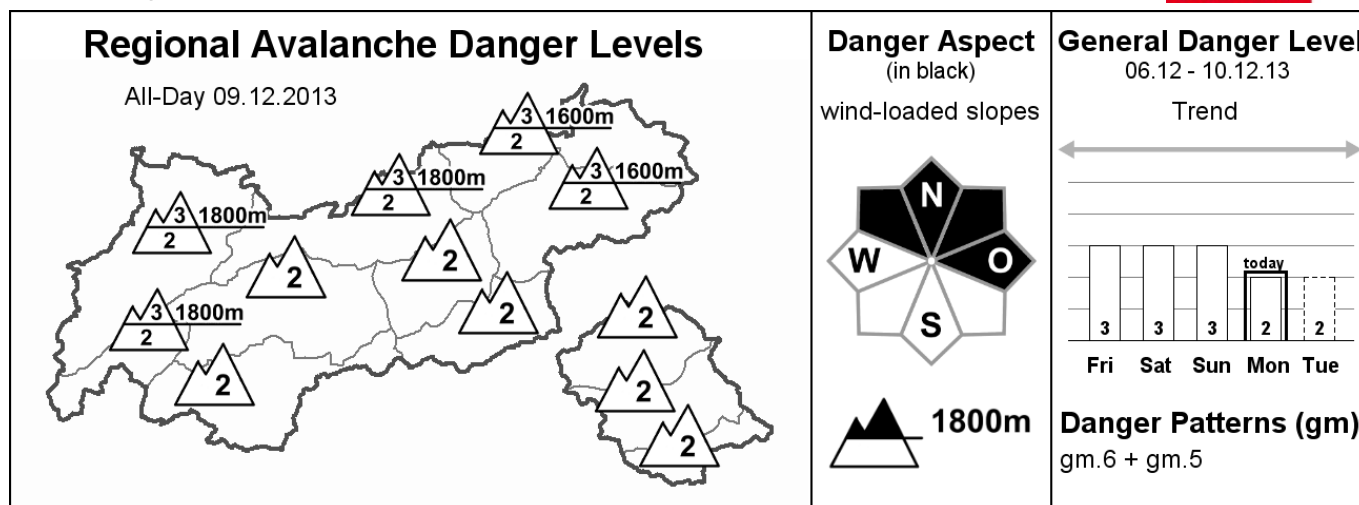 Regional Avalanche Danger Levels
All-Day 09.12.2013
3 1600m
2
3 1800m
2
3 1600m
2
3 1800m
2
2
2
3 1800m
2
2
2
2
2
2
Danger Aspect
(in black)
wind-loaded slopes
N
W O
S
1800m
General Danger Level
06.12 - 10.12.13
Trend
today
3 3 3 2 2
Fri Sat Sun Mon Tue
Danger Patterns (gm)
gm.6 + gm.5